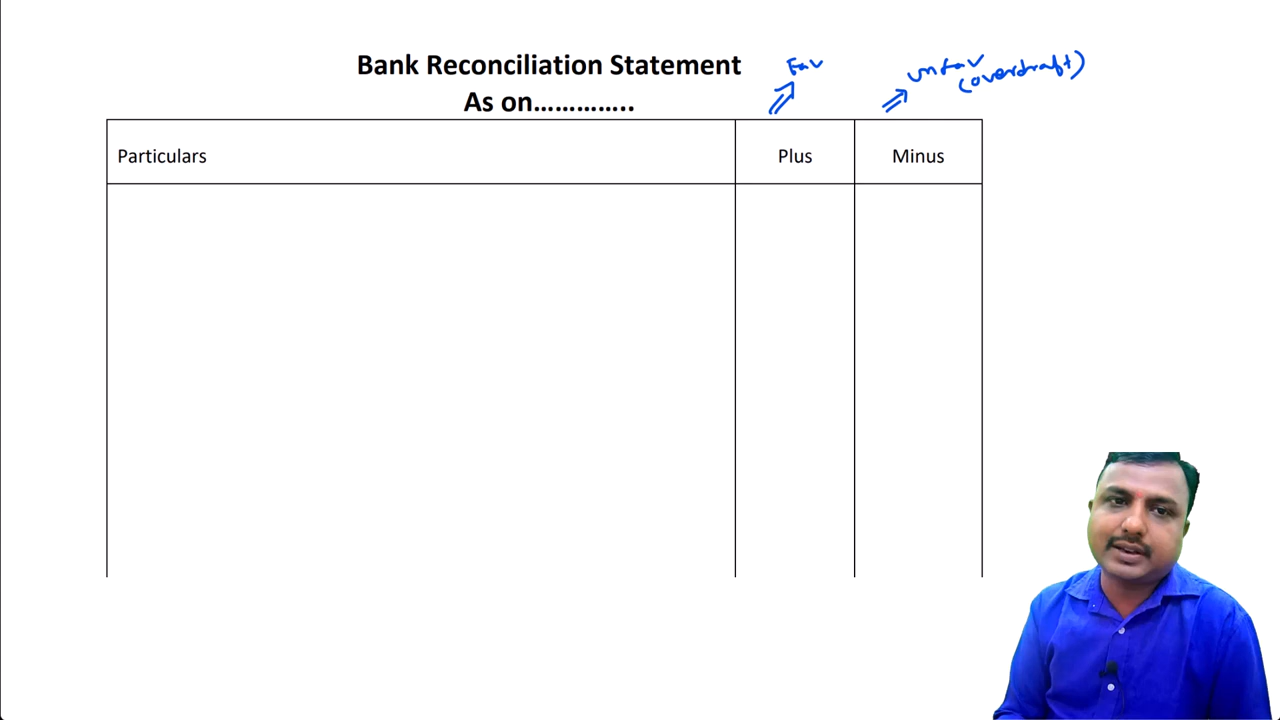 Bank Reconciliation Statement
As on…………..
Fav
unfav
(overdraft)
Particulars
Plus
Minus